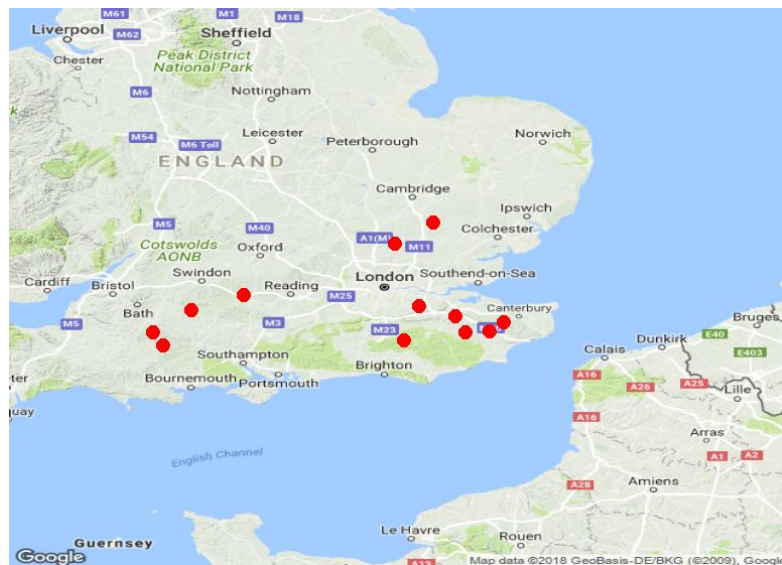 M61
M1
M18
Liverpool
M62
Sheffield
Chester
Peak District
National Park
M6
Nottingham
M54
M6 Toll
Leicester
Peterborough
Norwich
ENGLAND
Cambridge
Ipswich
M5
M40
A1(M)
M11
Colchester
Cotswolds
AONB
Oxford
Cardiff
Bristol
Swindon
Reading
London
Southend-on-Sea
Bath
M25
Canterbury
M5
M3
M23
Southampton
Brighton
Bournemouth
Portsmouth
Calais
Dunkirk
Bruges
E40
E403
A16
A26
A25
Lille
A16
Arras
A1
A2
English Channel
A28
Amiens
Guernsey
Le Havre
Rouen
A13
Google
Map data ©2018 GeoBasis-DE/BKG (©2009), Google